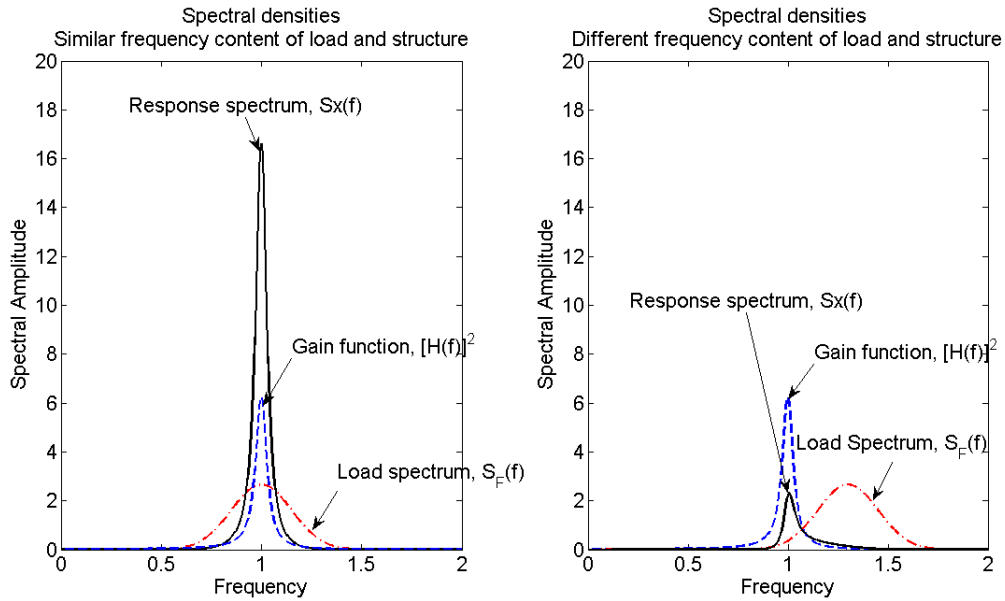 Spectral densities
Similar frequency content of load and structure
20
18
16
14
12
10
8
6
4
2
0
Spectral Amplitude
Response spectrum, Sx(f)
Gain function, [H(f)]²
Load spectrum, S_F(f)
0
0.5
1
1.5
2
Frequency
Spectral densities
Different frequency content of load and structure
20
18
16
14
12
10
8
6
4
2
0
Spectral Amplitude
Response spectrum, Sx(f)
Gain function, [H(f)]²
Load Spectrum, S_F(f)
0
0.5
1
1.5
2
Frequency